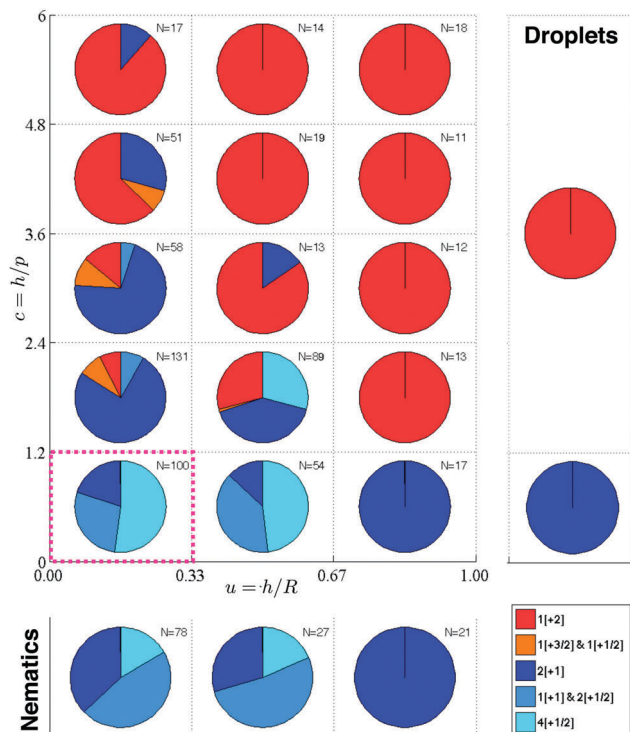 6
N=17
N=14
N=18
Droplets
4.8
N=51
N=19
N=11
3.6
N=58
N=13
N=12
c = h/p
2.4
N=131
N=89
N=13
1.2
N=100
N=54
N=17
0
0.00
0.33
0.67
1.00
u = h/R
Nematics
N=78
N=27
N=21
1[+2]
1[+3/2] & 1[+1/2]
2[+1]
1[+1] & 2[+1/2]
4[+1/2]